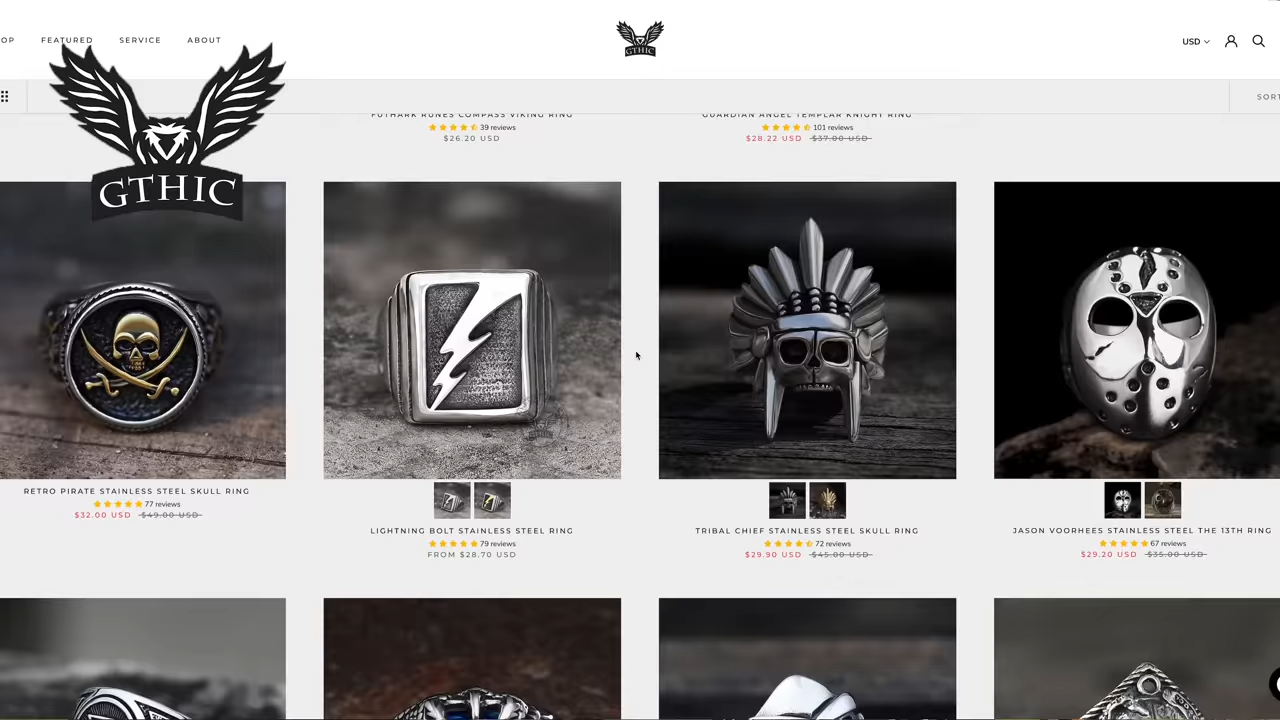 OP
FEATURED
SERVICE
ABOUT
GTHIC
USD
SORT
GTHIC
FUTHARK RUNES COMPASS VIKING RING
39 reviews
$26.20 USD
GUARDIAN ANGEL TEMPLAR KNIGHT RING
101 reviews
$28.22 USD $37.00 USD
RETRO PIRATE STAINLESS STEEL SKULL RING
77 reviews
$32.00 USD $49.00 USD
LIGHTNING BOLT STAINLESS STEEL RING
79 reviews
FROM $28.70 USD
TRIBAL CHIEF STAINLESS STEEL SKULL RING
72 reviews
$29.90 USD $45.00 USD
JASON VOORHEES STAINLESS STEEL THE 13TH RING
67 reviews
$29.20 USD $35.00 USD